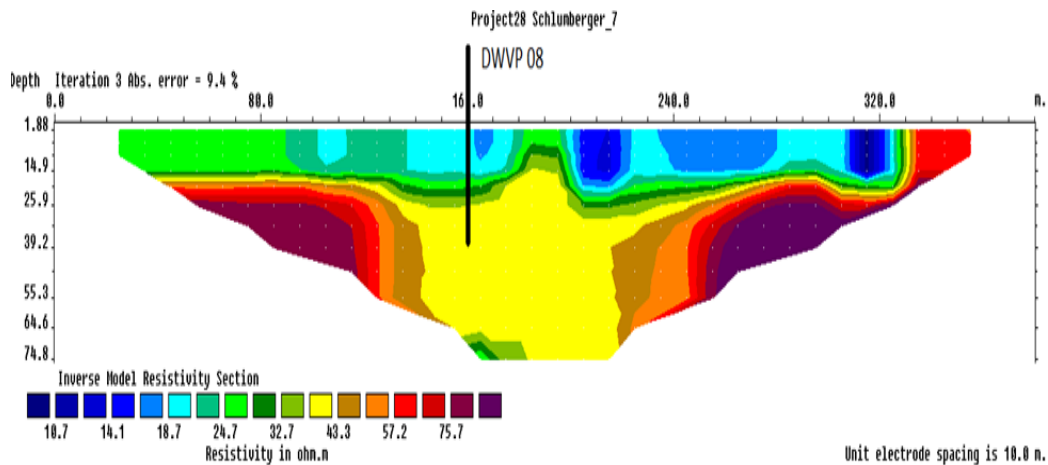 Project28 Schlumberger_7
DWVP 08
Depth Iteration 3 Abs. error = 9.4 %
0.0 80.0 160.0 240.0 320.0 m.
1.88
14.9
25.9
39.2
55.3
64.6
74.8
Inverse Model Resistivity Section
10.7 14.1 18.7 24.7 32.7 43.3 57.2 75.7
Resistivity in ohm.m
Unit electrode spacing is 10.0 m.